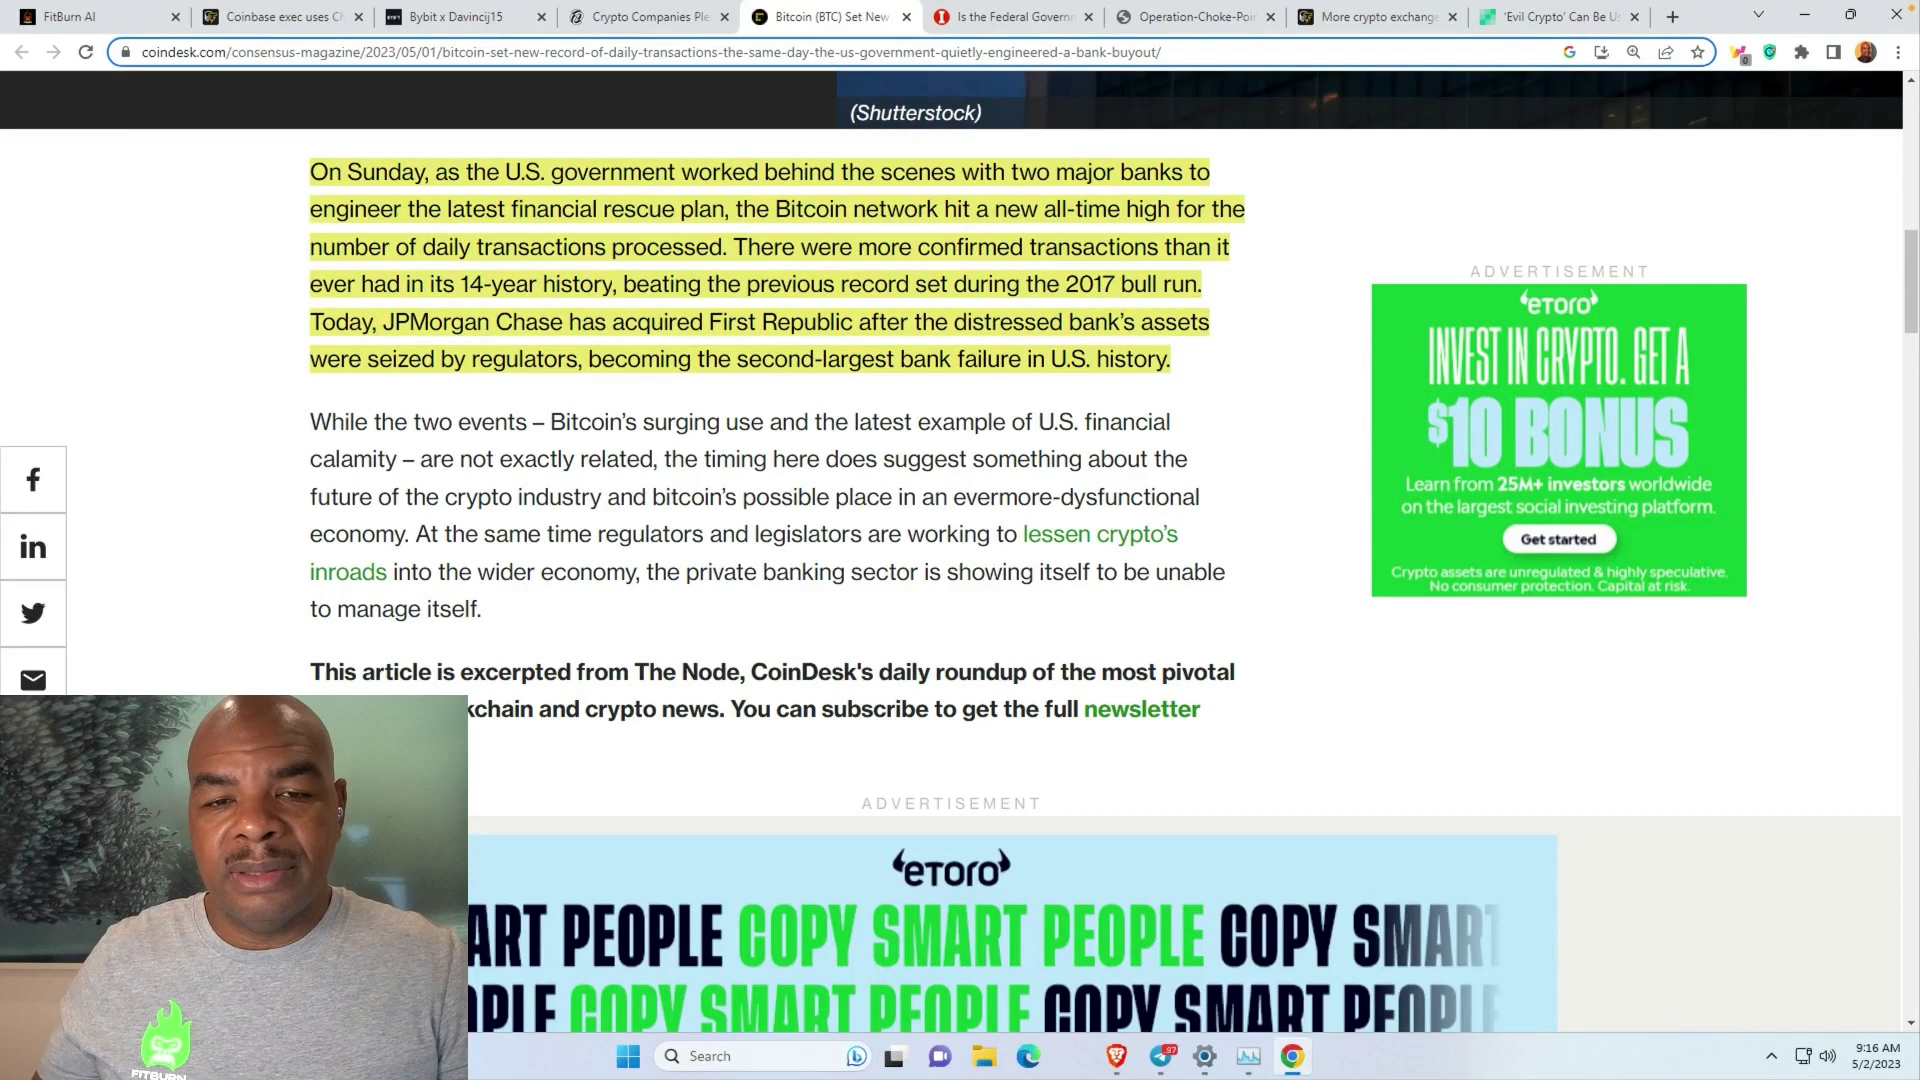 FitBurn AI
Coinbase exec uses Ch
Bybit x Davincij15
Crypto Companies Ple
Bitcoin (BTC) Set New
Is the Federal Governm
Operation-Choke-Poi
More crypto exchange
'Evil Crypto' Can Be Us
coindesk.com/consensus-magazine/2023/05/01/bitcoin-set-new-record-of-daily-transactions-the-same-day-the-us-government-quietly-engineered-a-bank-buyout/
0
(Shutterstock)
On Sunday, as the U.S. government worked behind the scenes with two major banks to
engineer the latest financial rescue plan, the Bitcoin network hit a new all-time high for the
number of daily transactions processed. There were more confirmed transactions than it
ever had in its 14-year history, beating the previous record set during the 2017 bull run.
Today, JPMorgan Chase has acquired First Republic after the distressed bank's assets
were seized by regulators, becoming the second-largest bank failure in U.S. history.
While the two events – Bitcoin's surging use and the latest example of U.S. financial
calamity – are not exactly related, the timing here does suggest something about the
future of the crypto industry and bitcoin's possible place in an evermore-dysfunctional
economy. At the same time regulators and legislators are working to lessen crypto's
inroads into the wider economy, the private banking sector is showing itself to be unable
to manage itself.
This article is excerpted from The Node, CoinDesk's daily roundup of the most pivotal
kchain and crypto news. You can subscribe to get the full newsletter
ADVERTISEMENT
eToro
INVEST IN CRYPTO. GET A
$10 BONUS
Learn from 25M+ investors worldwide
on the largest social investing platform.
Get started
Crypto assets are unregulated & highly speculative.
No consumer protection. Capital at risk.
ADVERTISEMENT
eToro
ART PEOPLE COPY SMART PEOPLE COPY SMART
OPLE COPY SMART PEOPLE COPY SMART PEOPLE
FITBURN
Search
97
9:16 AM
5/2/2023